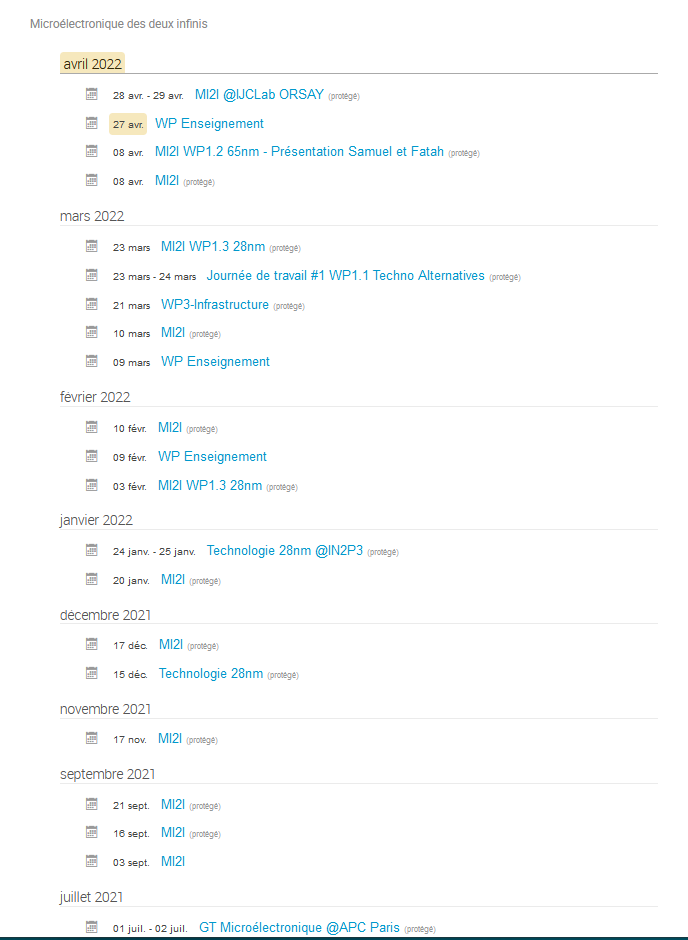 Microélectronique des deux infinis
avril 2022
28 avr. - 29 avr. MI2I @IJCLab ORSAY (protégé)
27 avr. WP Enseignement
08 avr. MI2I WP1.2 65nm - Présentation Samuel et Fatah (protégé)
08 avr. MI2I (protégé)
mars 2022
23 mars MI2I WP1.3 28nm (protégé)
23 mars - 24 mars Journée de travail #1 WP1.1 Techno Alternatives (protégé)
21 mars WP3-Infrastructure (protégé)
10 mars MI2I (protégé)
09 mars WP Enseignement
février 2022
10 févr. MI2I (protégé)
09 févr. WP Enseignement
03 févr. MI2I WP1.3 28nm (protégé)
janvier 2022
24 janv. - 25 janv. Technologie 28nm @IN2P3 (protégé)
20 janv. MI2I (protégé)
décembre 2021
17 déc. MI2I (protégé)
15 déc. Technologie 28nm (protégé)
novembre 2021
17 nov. MI2I (protégé)
septembre 2021
21 sept. MI2I (protégé)
16 sept. MI2I (protégé)
03 sept. MI2I
juillet 2021
01 juil. - 02 juil. GT Microélectronique @APC Paris (protégé)